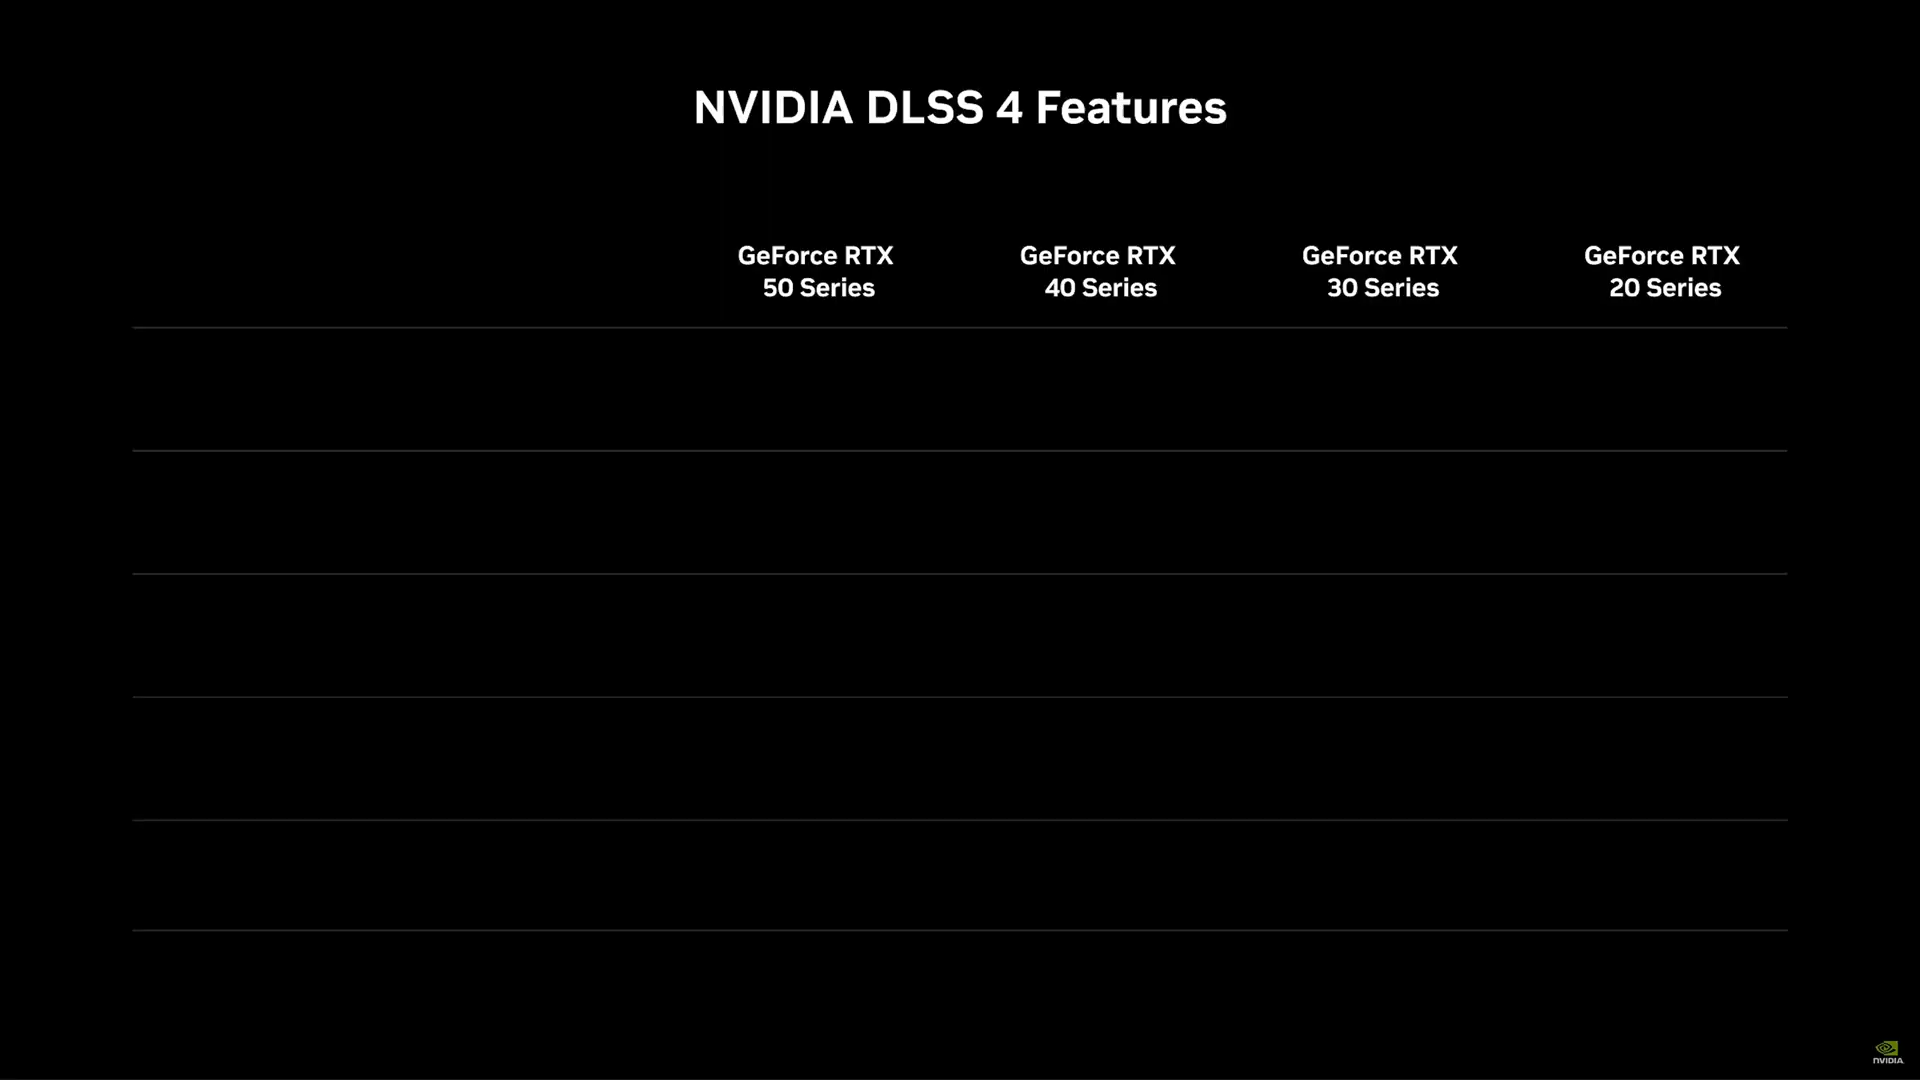 NVIDIA DLSS 4 Features
GeForce RTX
50 Series
GeForce RTX
40 Series
GeForce RTX
30 Series
GeForce RTX
20 Series
NVIDIA